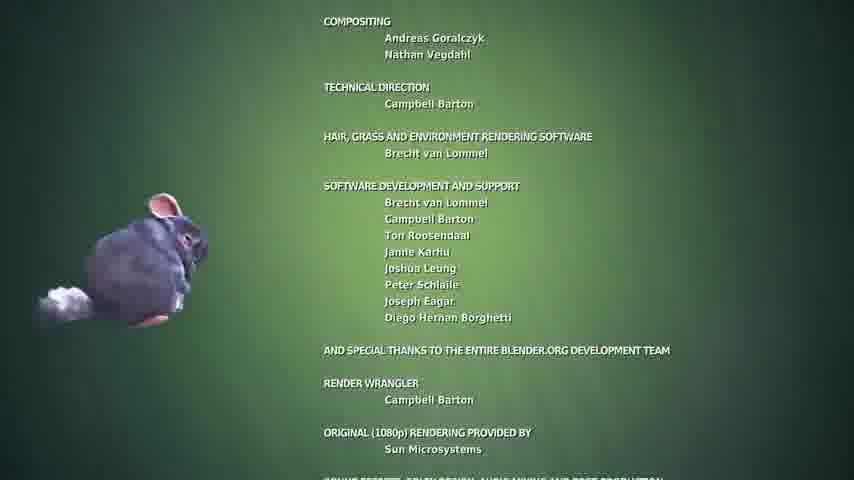 COMPOSITING
Andreas Goralczyk
Nathan Vegdahl
TECHNICAL DIRECTION
Campbell Barton
HAIR, GRASS AND ENVIRONMENT RENDERING SOFTWARE
Brecht van Lommel
SOFTWARE DEVELOPMENT AND SUPPORT
Brecht van Lommel
Campbell Barton
Ton Roosendaal
Janne Karhu
Joshua Leung
Peter Schlaile
Joseph Eagar
Diego Hernan Borghetti
AND SPECIAL THANKS TO THE ENTIRE BLENDER.ORG DEVELOPMENT TEAM
RENDER WRANGLER
Campbell Barton
ORIGINAL (1080p) RENDERING PROVIDED BY
Sun Microsystems